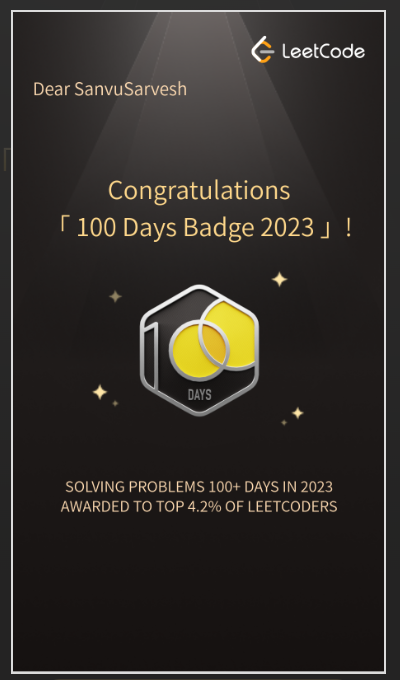 LeetCode
Dear SanvuSarvesh
Congratulations
「 100 Days Badge 2023 」!
100
DAYS
SOLVING PROBLEMS 100+ DAYS IN 2023
AWARDED TO TOP 4.2% OF LEETCODERS